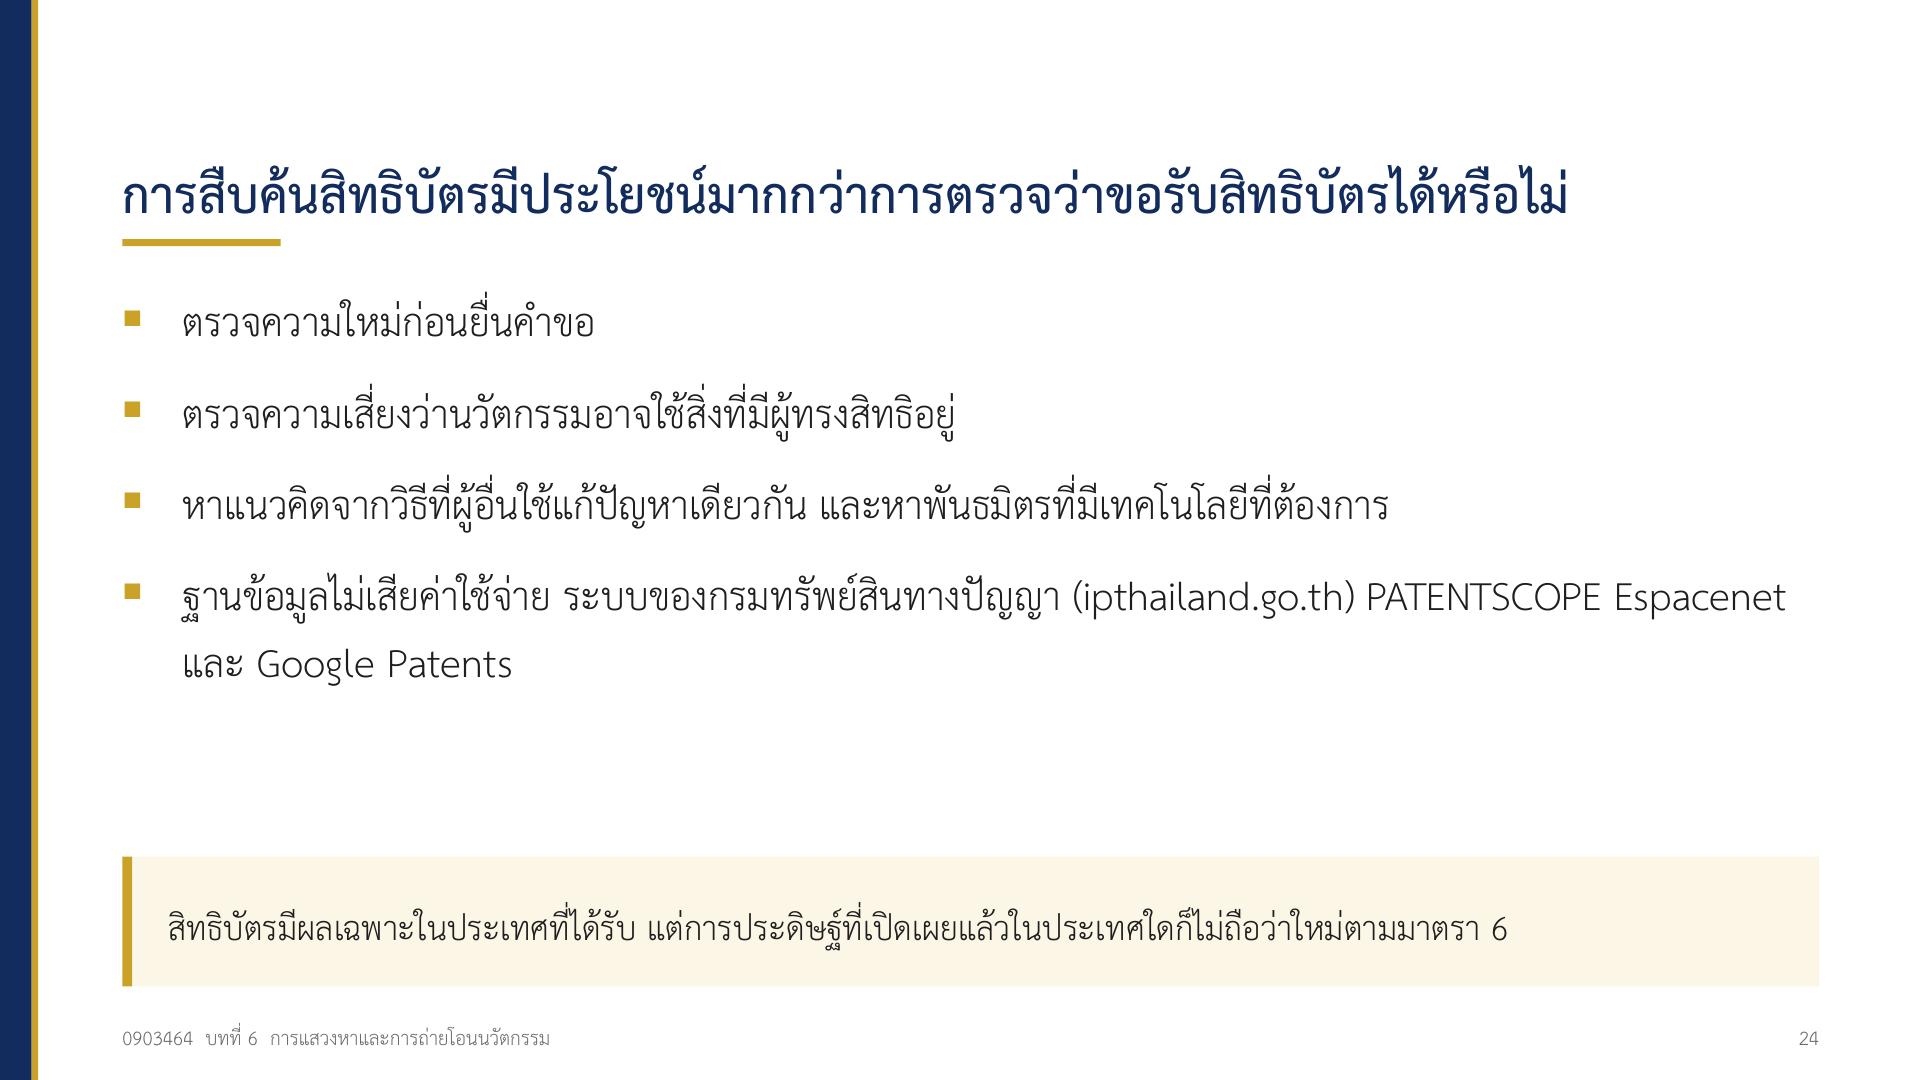 การสืบค้นสิทธิบัตรมีประโยชน์มากกว่าการตรวจว่าขอรับสิทธิบัตรได้หรือไม่
ตรวจความใหม่ก่อนยื่นคำขอ
ตรวจความเสี่ยงว่านวัตกรรมอาจใช้สิ่งที่มีผู้ทรงสิทธิอยู่
หาแนวคิดจากวิธีที่ผู้อื่นใช้แก้ปัญหาเดียวกัน และหาพันธมิตรที่มีเทคโนโลยีที่ต้องการ
ฐานข้อมูลไม่เสียค่าใช้จ่าย ระบบของกรมทรัพย์สินทางปัญญา (ipthailand.go.th) PATENTSCOPE Espacenet
และ Google Patents
สิทธิบัตรมีผลเฉพาะในประเทศที่ได้รับ แต่การประดิษฐ์ที่เปิดเผยแล้วในประเทศใดก็ไม่ถือว่าใหม่ตามมาตรา 6
0903464 บทที่ 6 การแสวงหาและการถ่ายโอนนวัตกรรม
24